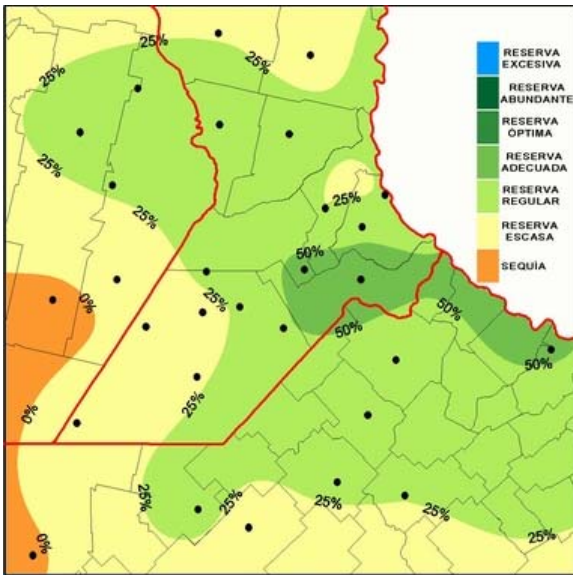 25%
25%
25%
25%
25%
25%
50%
0%
25%
50%
50%
50%
25%
0%
25%
25%
25%
25%
25%
0%
RESERVA
EXCESIVA
RESERVA
ABUNDANTE
RESERVA
ÓPTIMA
RESERVA
ADECUADA
RESERVA
REGULAR
RESERVA
ESCASA
SEQUÍA